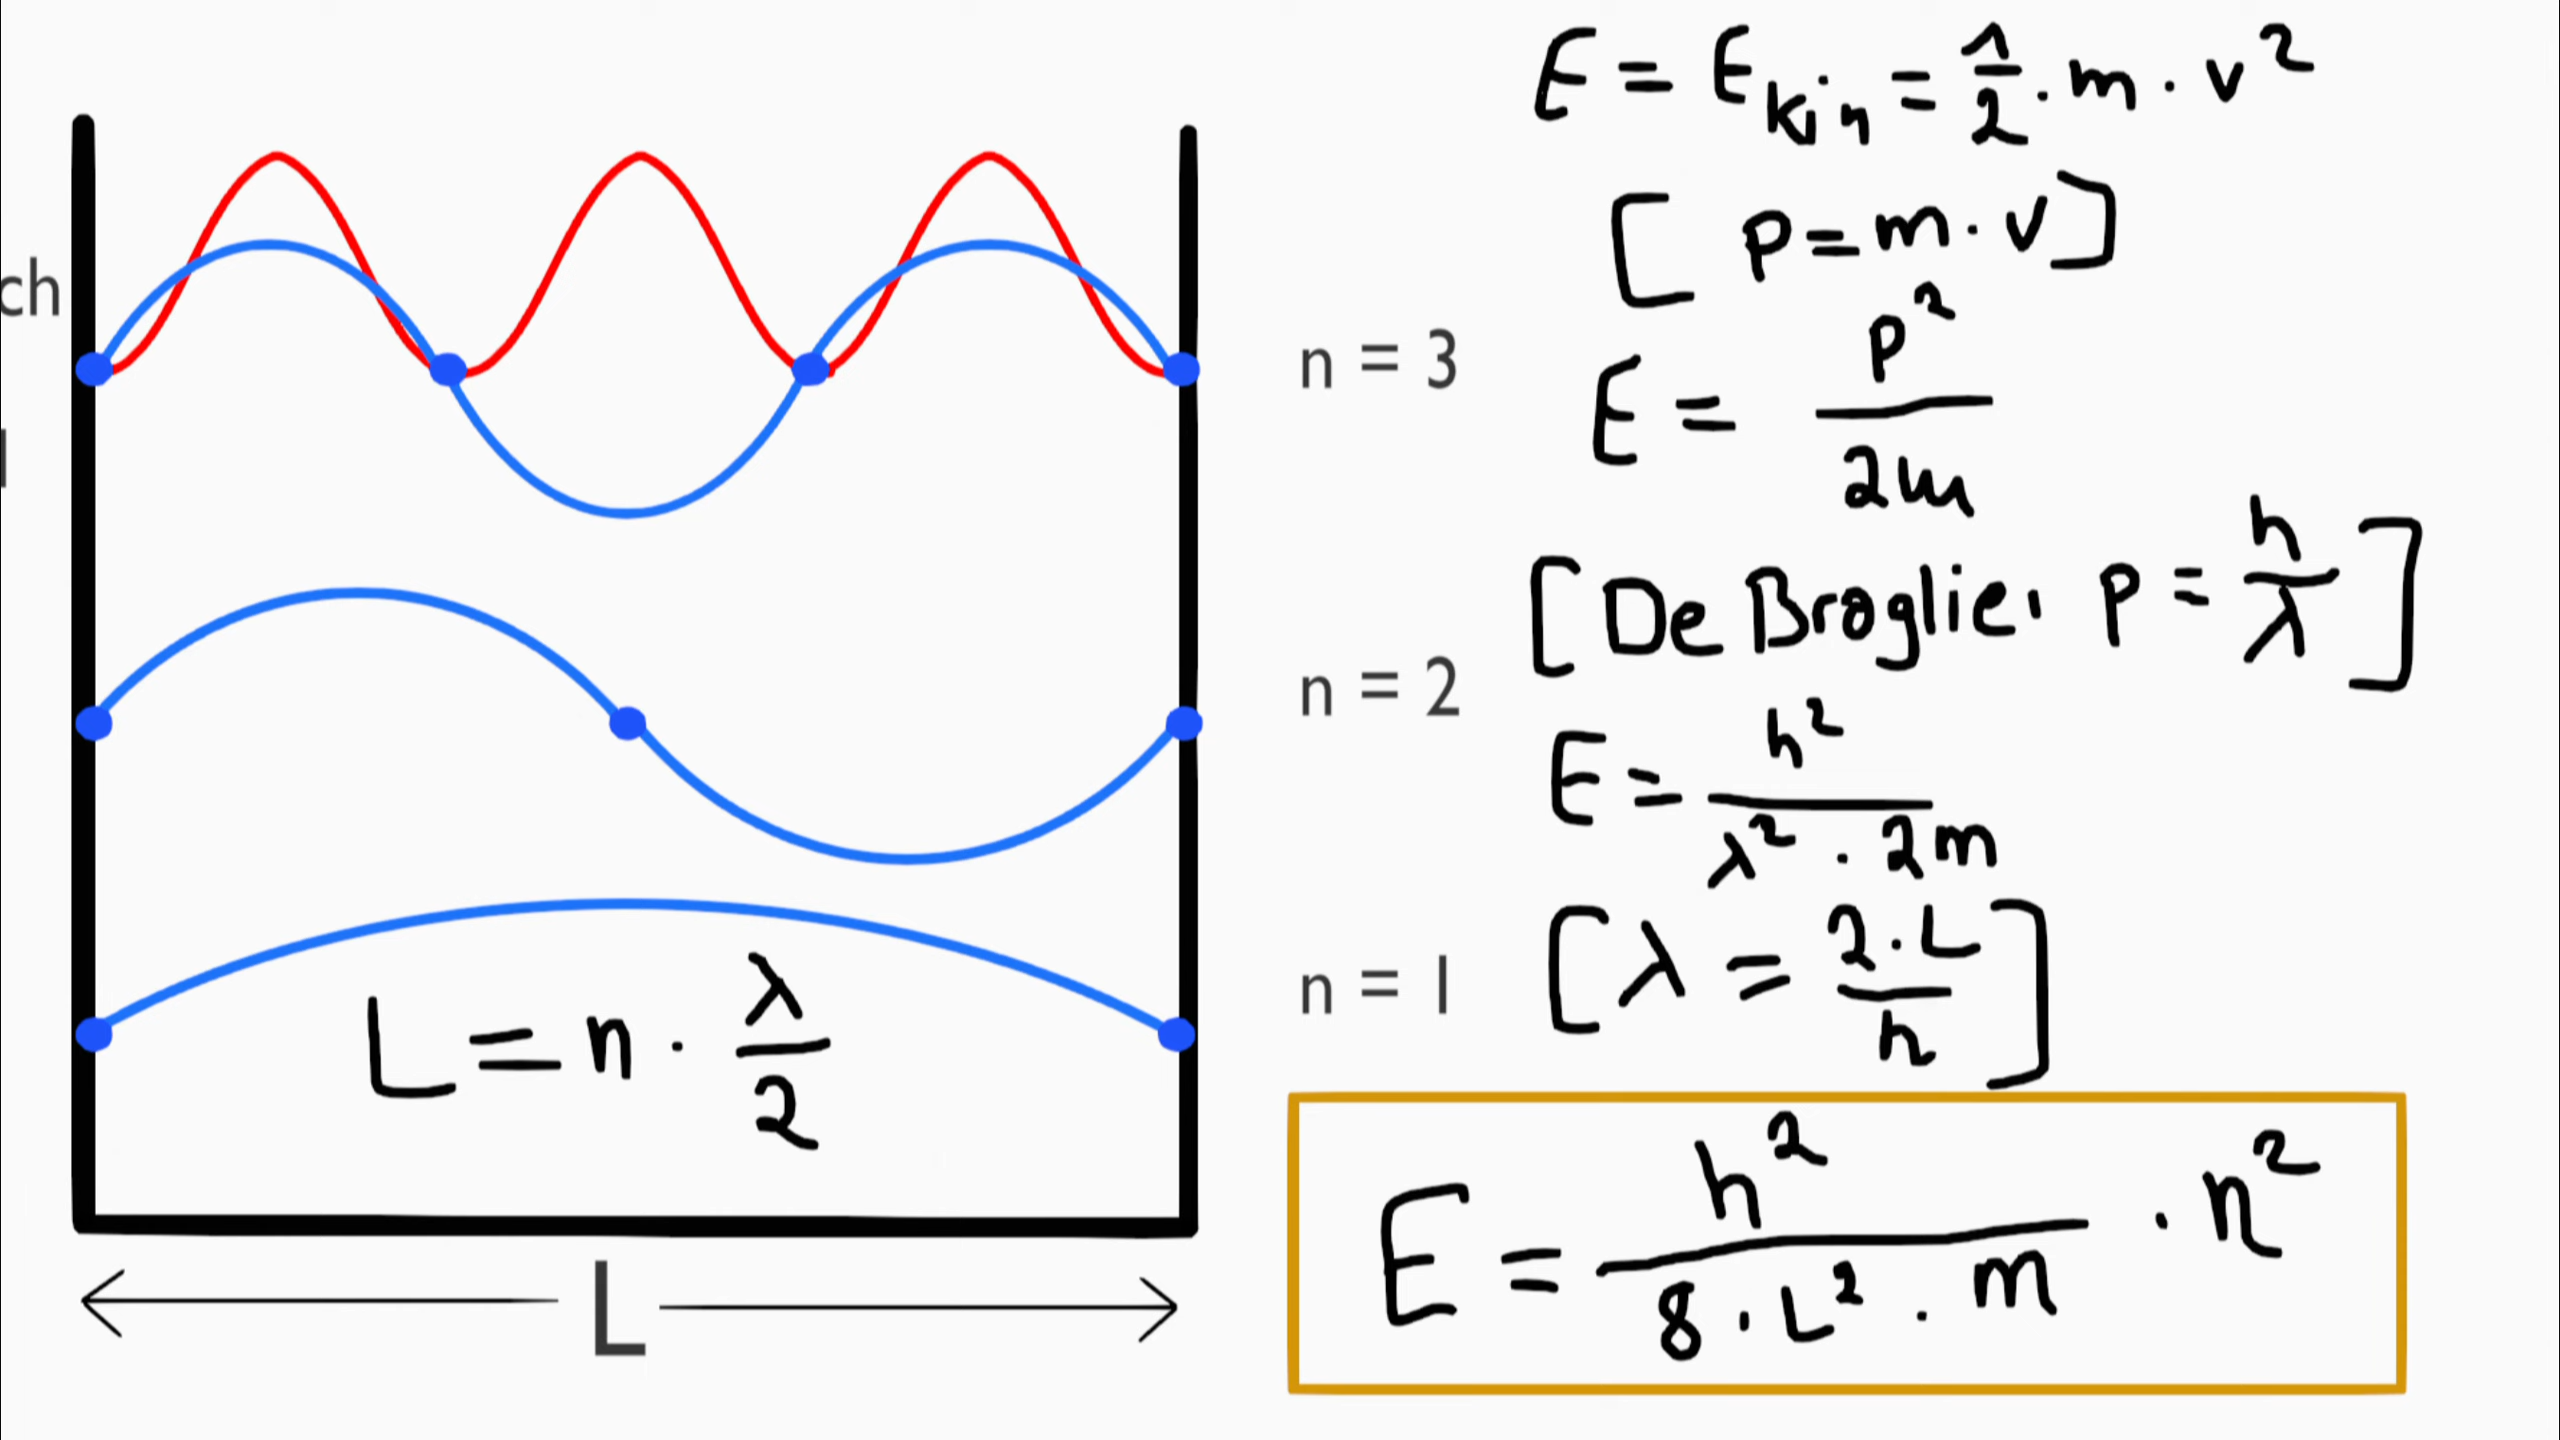 E = E_kin = 1/2 · m · v²
[ p = m · v ]
ch
n = 3
E = p² / 2m
[ De Broglie: p = h/λ ]
n = 2
E = h² / λ² · 2m
[ λ = 2 · L / n ]
n = 1
L = n · λ/2
E = h² / 8 · L² · m · n²
L